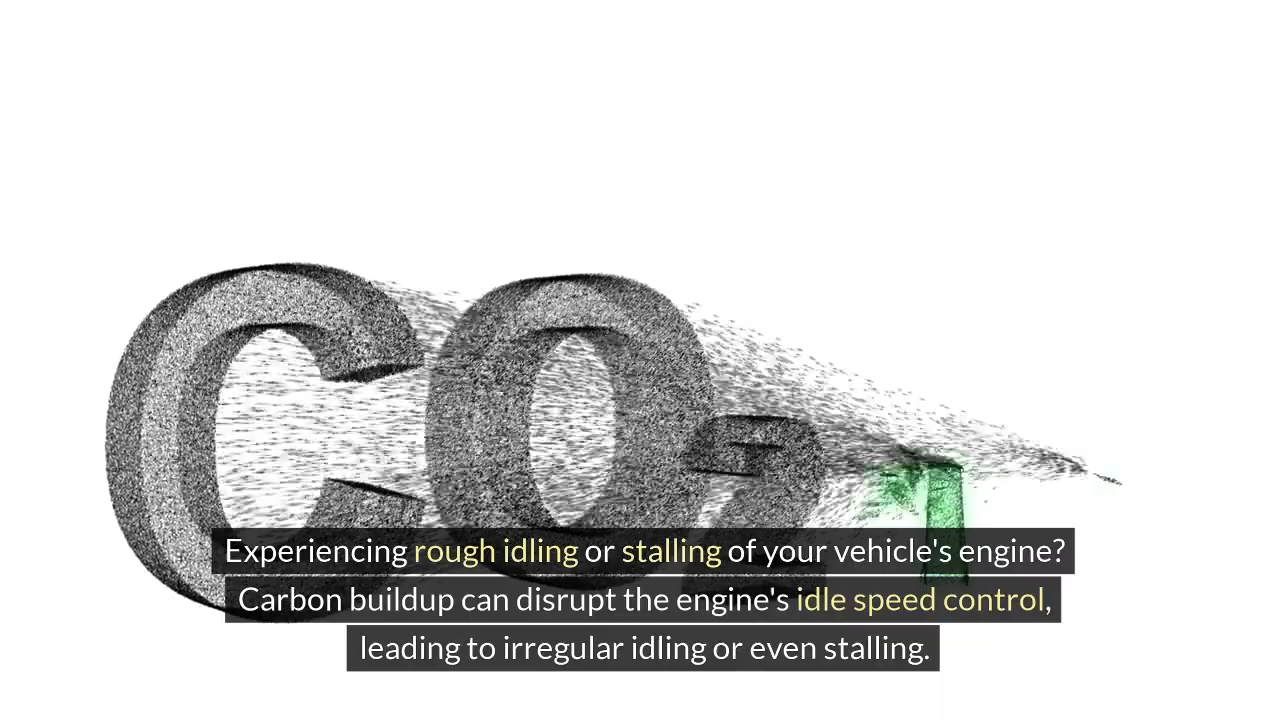 CO2
Experiencing rough idling or stalling of your vehicle's engine?
Carbon buildup can disrupt the engine's idle speed control,
leading to irregular idling or even stalling.